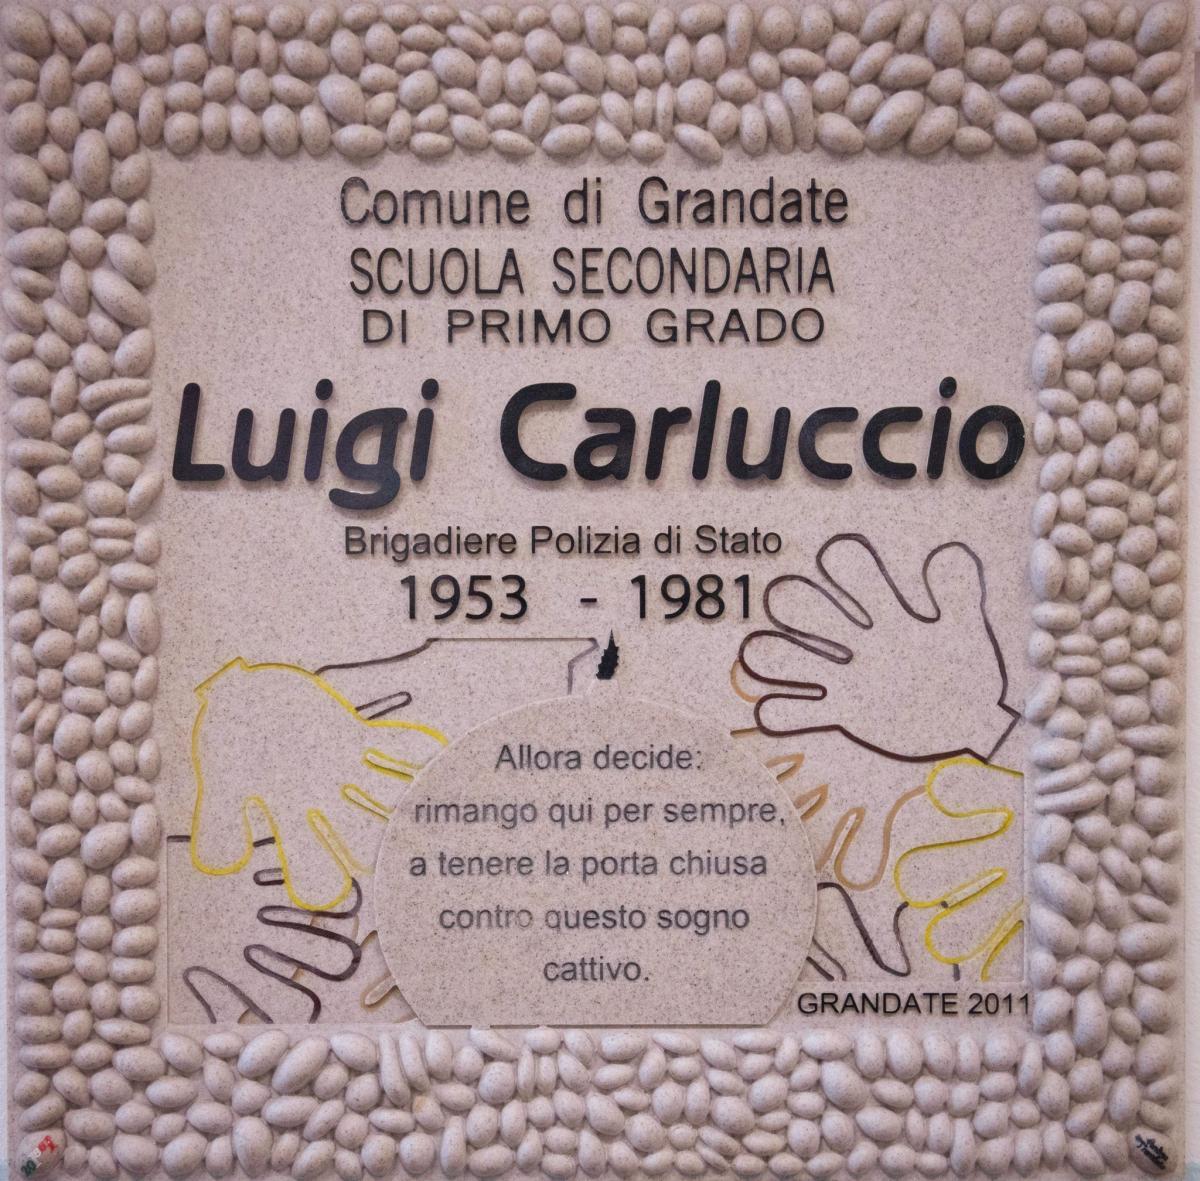 Comune di Grandate
SCUOLA SECONDARIA
DI PRIMO GRADO
Luigi Carluccio
Brigadiere Polizia di Stato
1953 - 1981
Allora decide:
rimango qui per sempre,
a tenere la porta chiusa
contro questo sogno
cattivo.
GRANDATE 2011